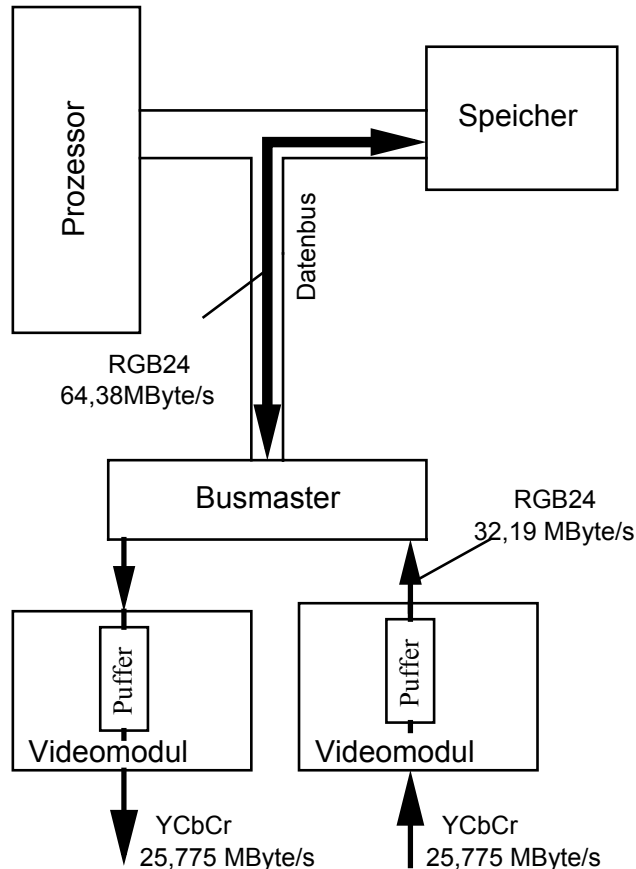 Prozessor
Speicher
Datenbus
RGB24
64,38MByte/s
Busmaster
RGB24
32,19 MByte/s
Puffer
Videomodul
Puffer
Videomodul
YCbCr
25,775 MByte/s
YCbCr
25,775 MByte/s